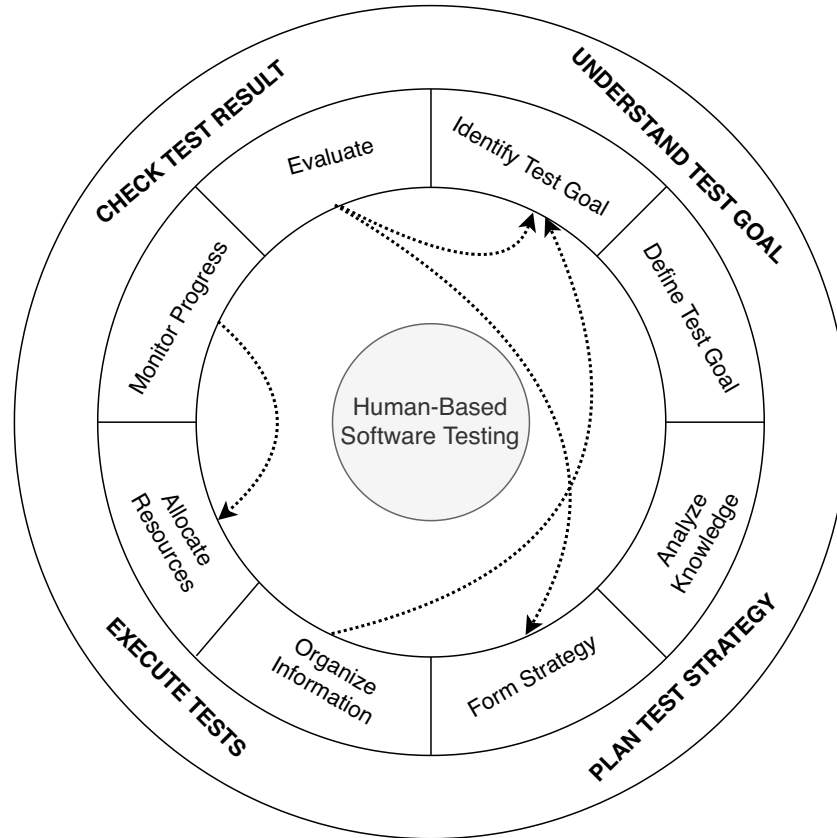 CHECK TEST RESULT
UNDERSTAND TEST GOAL
Evaluate
Identify Test Goal
Monitor Progress
Define Test Goal
Human-Based
Software Testing
Allocate
Resources
Analyze
Knowledge
Organize
Information
Form Strategy
EXECUTE TESTS
PLAN TEST STRATEGY